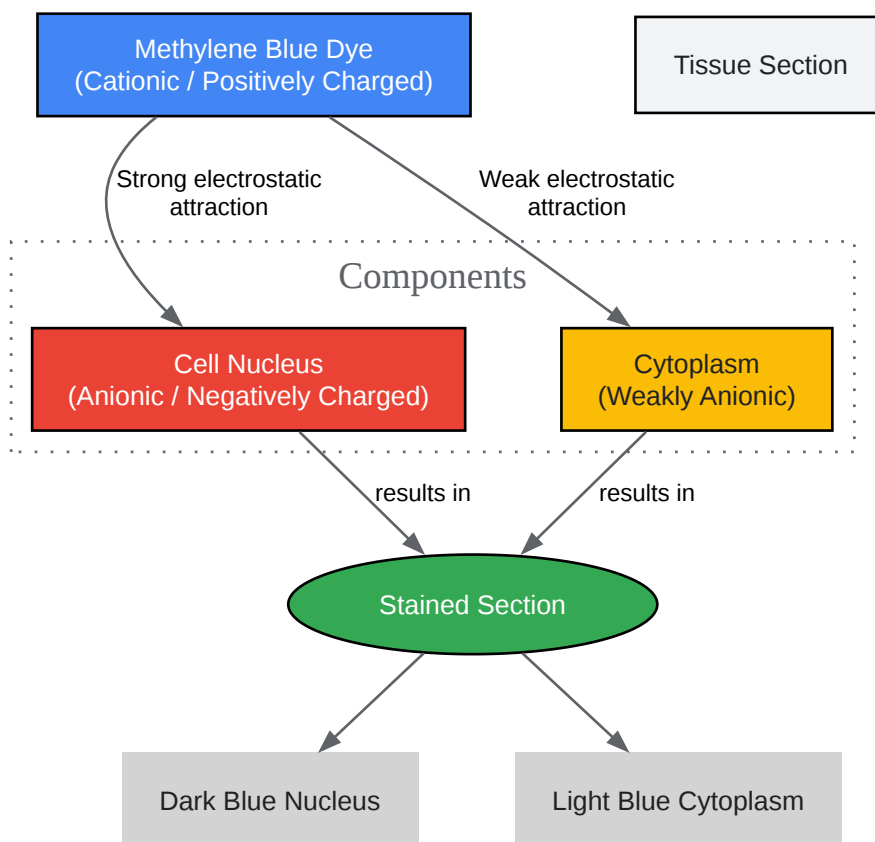 Methylene Blue Dye
(Cationic / Positively Charged)
Tissue Section
Strong electrostatic
attraction
Weak electrostatic
attraction
Components
Cell Nucleus
(Anionic / Negatively Charged)
Cytoplasm
(Weakly Anionic)
results in
results in
Stained Section
Dark Blue Nucleus
Light Blue Cytoplasm